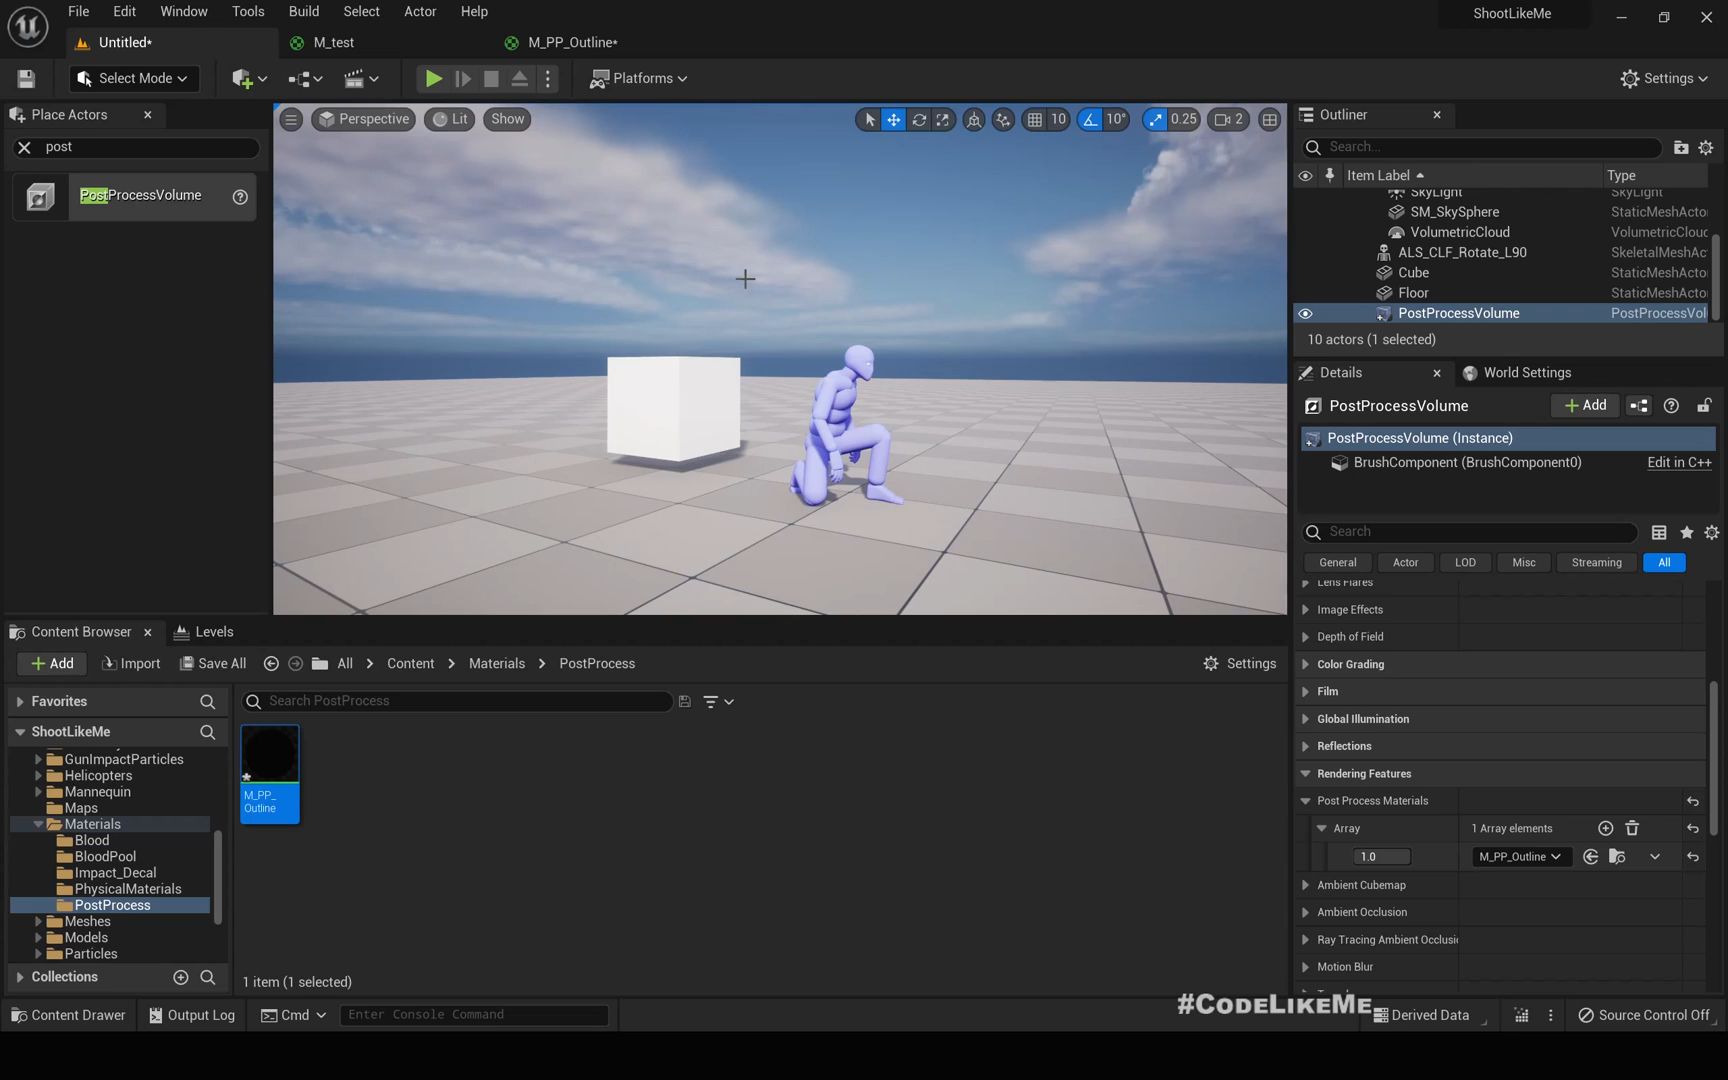 File Edit Window Tools Build Select Actor Help
ShootLikeMe
Untitled*
M_test
M_PP_Outline*
Select Mode
Platforms
Settings
Place Actors
post
PostProcessVolume
Perspective
Lit
Show
10
10°
0.25
2
Outliner
Search...
Item Label
Type
SkyLight SkyLight
SM_SkySphere StaticMeshActo
VolumetricCloud VolumetricCloud
ALS_CLF_Rotate_L90 SkeletalMeshAc
Cube StaticMeshActo
Floor StaticMeshActo
PostProcessVolume PostProcessVol
10 actors (1 selected)
Details
World Settings
PostProcessVolume
Add
PostProcessVolume (Instance)
BrushComponent (BrushComponent0)
Edit in C++
Search
General Actor LOD Misc Streaming All
Lens Flares
Image Effects
Depth of Field
Color Grading
Film
Global Illumination
Reflections
Rendering Features
Post Process Materials
Array 1 Array elements
1.0 M_PP_Outline
Ambient Cubemap
Ambient Occlusion
Ray Tracing Ambient Occlusio
Motion Blur
Content Browser
Levels
Add
Import
Save All
All > Content > Materials > PostProcess
Settings
Favorites
Search PostProcess
ShootLikeMe
GunImpactParticles
Helicopters
Mannequin
Maps
Materials
Blood
BloodPool
Impact_Decal
PhysicalMaterials
PostProcess
Meshes
Models
Particles
Collections
M_PP_
Outline
1 item (1 selected)
#CodeLikeMe
Content Drawer
Output Log
Cmd
Enter Console Command
Derived Data
Source Control Off